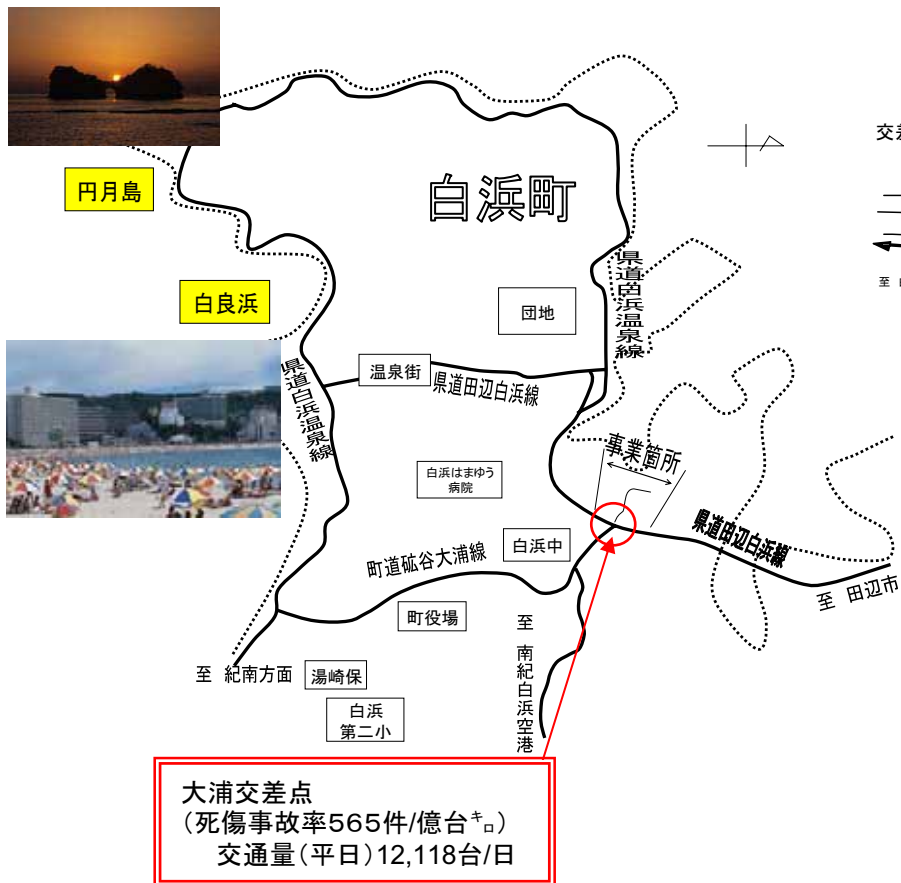 円月島
白浜町
交差
至
白良浜
県道白浜温泉線
団地
温泉街
県道田辺白浜線
県道白浜温泉線
事業箇所
白浜はまゆう
病院
県道田辺白浜線
白浜中
町道砿谷大浦線
至 田辺市
町役場
至 南紀白浜空港
至 紀南方面
湯崎保
白浜
第二小
大浦交差点
(死傷事故率565件/億台㌔)
交通量(平日)12,118台/日